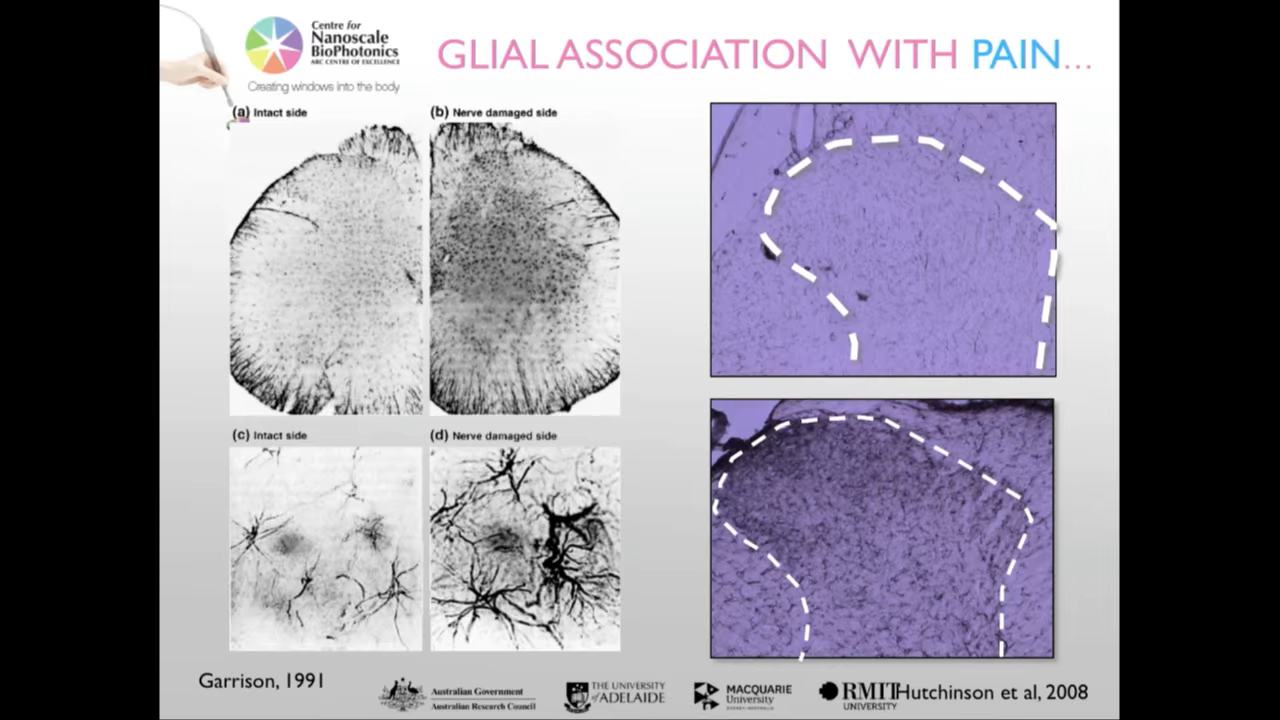 Centre for
Nanoscale
BioPhotonics
ARC CENTRE OF EXCELLENCE
Creating windows into the body
GLIAL ASSOCIATION WITH PAIN...
(a) Intact side
(b) Nerve damaged side
(c) Intact side
(d) Nerve damaged side
Garrison, 1991
Australian Government
Australian Research Council
THE UNIVERSITY
of ADELAIDE
MACQUARIE
University
SYDNEY·AUSTRALIA
RMIT
UNIVERSITY
Hutchinson et al, 2008